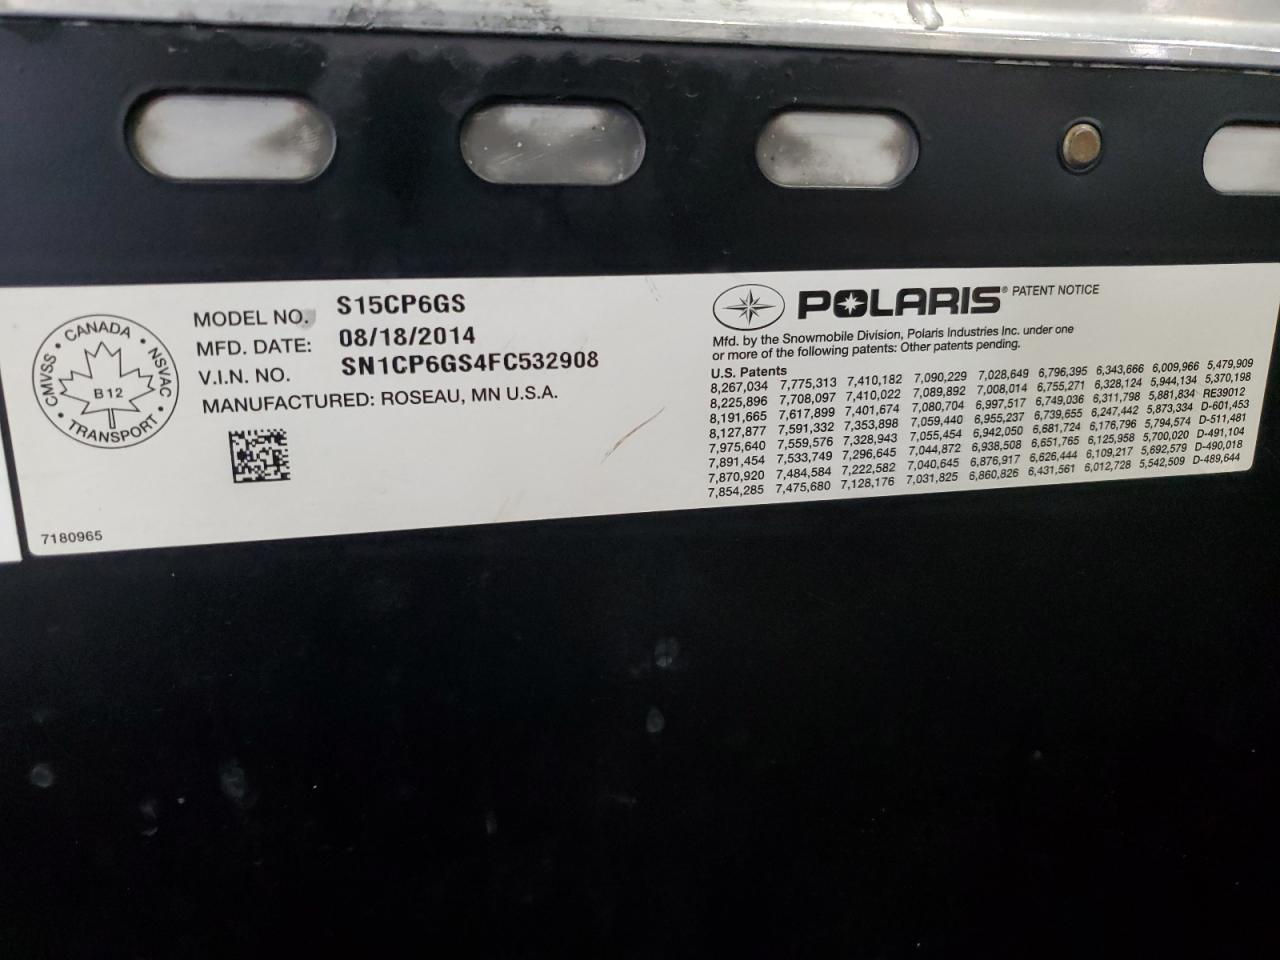 CANADA • NSVAC • TRANSPORT • CMVSS •
B 12
MODEL NO. S15CP6GS
MFD. DATE: 08/18/2014
V.I.N. NO. SN1CP6GS4FC532908
MANUFACTURED: ROSEAU, MN U.S.A.
7180965
POLARIS® PATENT NOTICE
Mfd. by the Snowmobile Division, Polaris Industries Inc. under one
or more of the following patents: Other patents pending.
U.S. Patents
8,267,034 7,775,313 7,410,182 7,090,229 7,028,649 6,796,395 6,343,666 6,009,966 5,479,909
8,225,896 7,708,097 7,410,022 7,089,892 7,008,014 6,755,271 6,328,124 5,944,134 5,370,198
8,191,665 7,617,899 7,401,674 7,080,704 6,997,517 6,749,036 6,311,798 5,881,834 RE39012
8,127,877 7,591,332 7,353,898 7,059,440 6,955,237 6,739,655 6,247,442 5,873,334 D-601,453
7,975,640 7,559,576 7,328,943 7,055,454 6,942,050 6,681,724 6,176,796 5,794,574 D-511,481
7,891,454 7,533,749 7,296,645 7,044,872 6,938,508 6,651,765 6,125,958 5,700,020 D-491,104
7,870,920 7,484,584 7,222,582 7,040,645 6,876,917 6,626,444 6,109,217 5,692,579 D-490,018
7,854,285 7,475,680 7,128,176 7,031,825 6,860,826 6,431,561 6,012,728 5,542,509 D-489,644